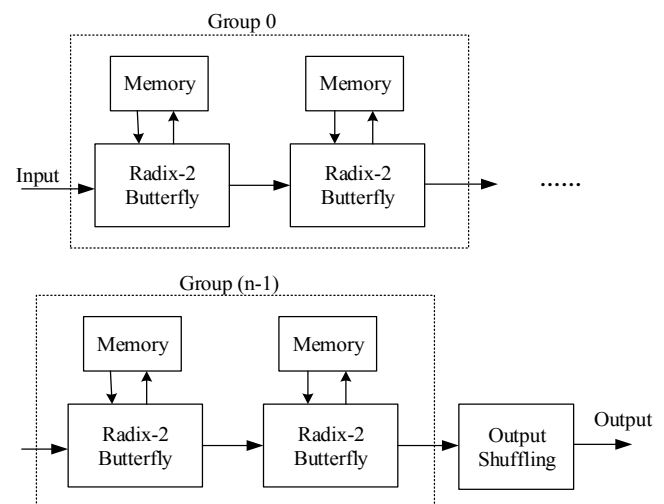 Group 0
Memory
Memory
Input
Radix-2
Butterfly
Radix-2
Butterfly
......
Group (n-1)
Memory
Memory
Radix-2
Butterfly
Radix-2
Butterfly
Output
Shuffling
Output